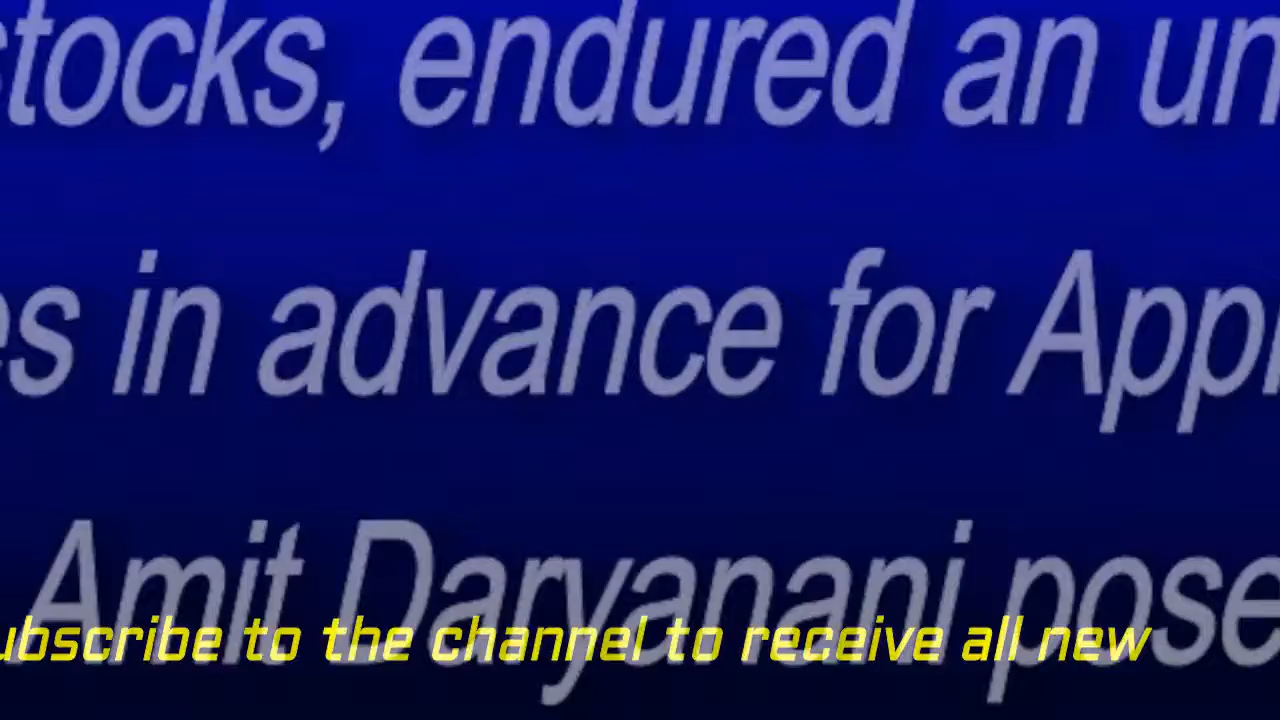 stocks, endured an un
es in advance for Appl
Amit Daryanani pose
ubscribe to the channel to receive all new